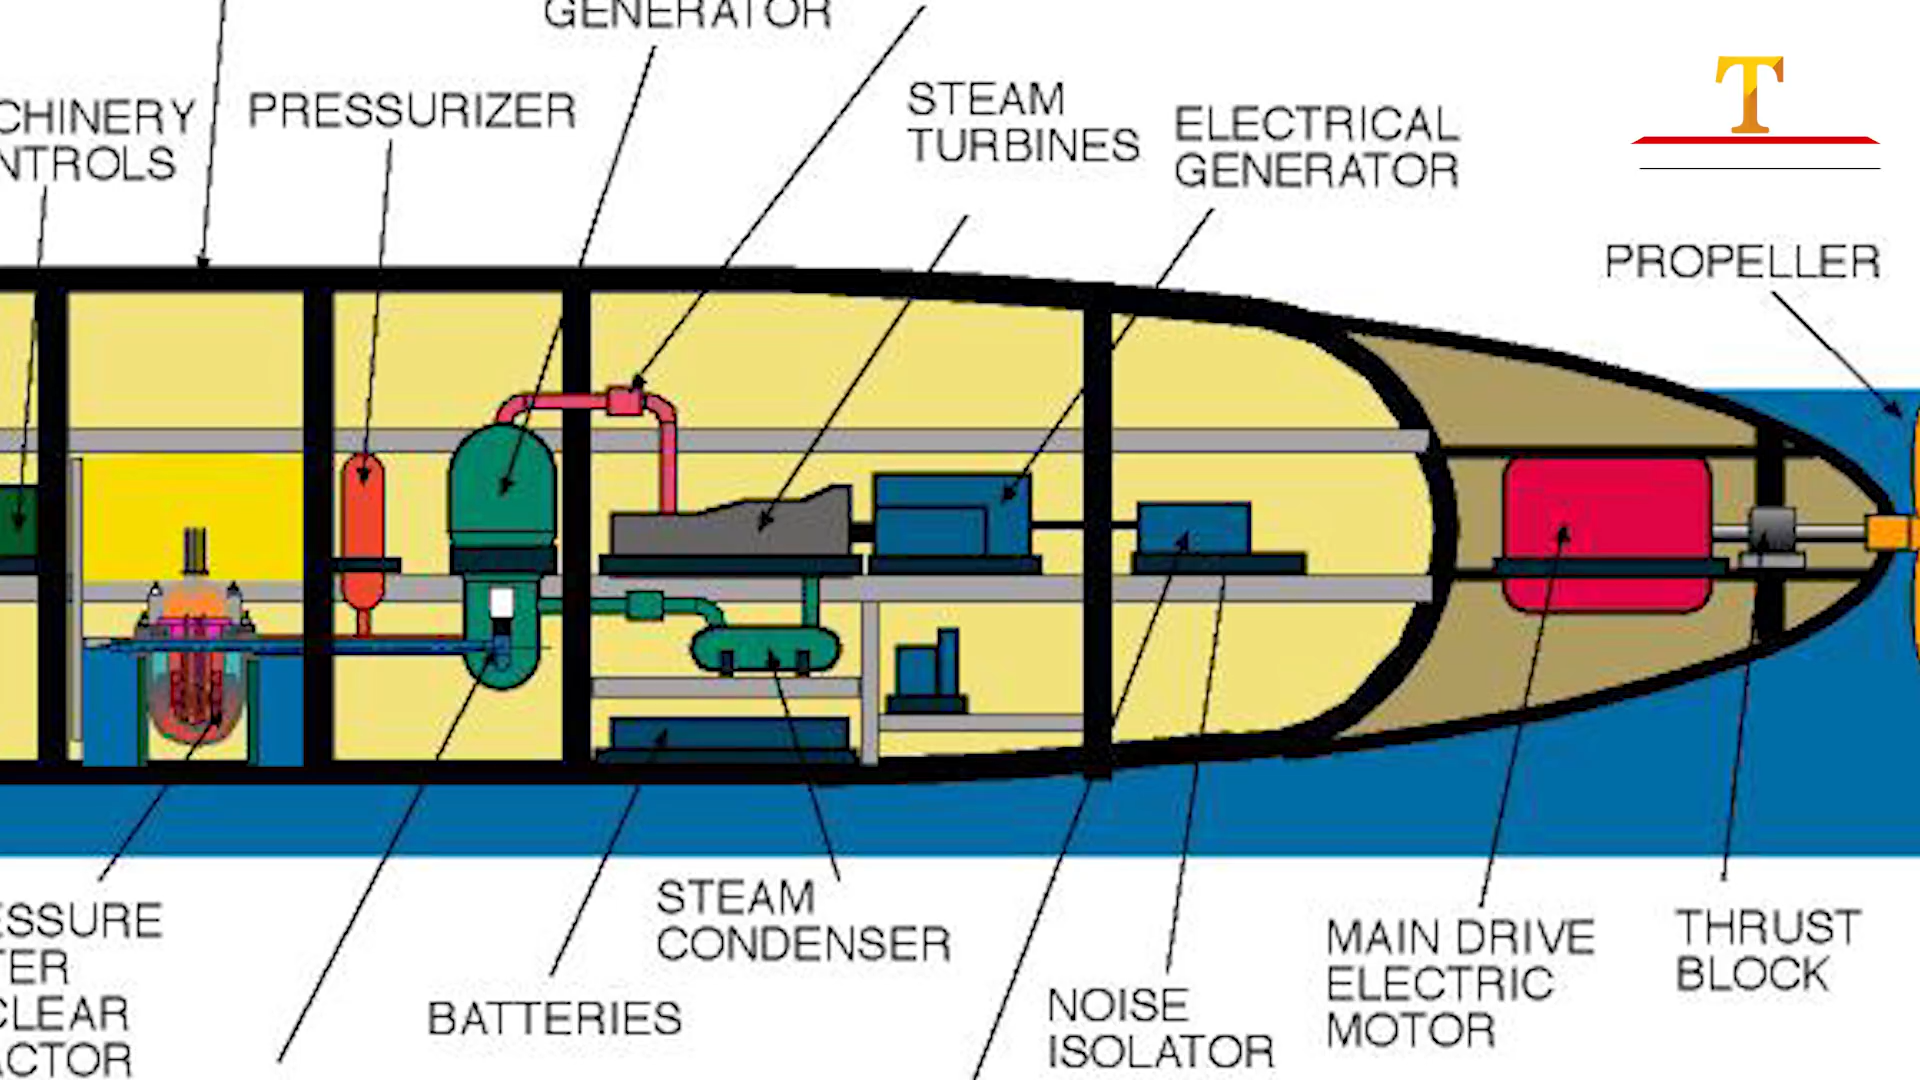 GENERATOR
CHINERY
NTROLS
PRESSURIZER
STEAM
TURBINES
ELECTRICAL
GENERATOR
T
PROPELLER
ESSURE
TER
CLEAR
ACTOR
BATTERIES
STEAM
CONDENSER
NOISE
ISOLATOR
MAIN DRIVE
ELECTRIC
MOTOR
THRUST
BLOCK